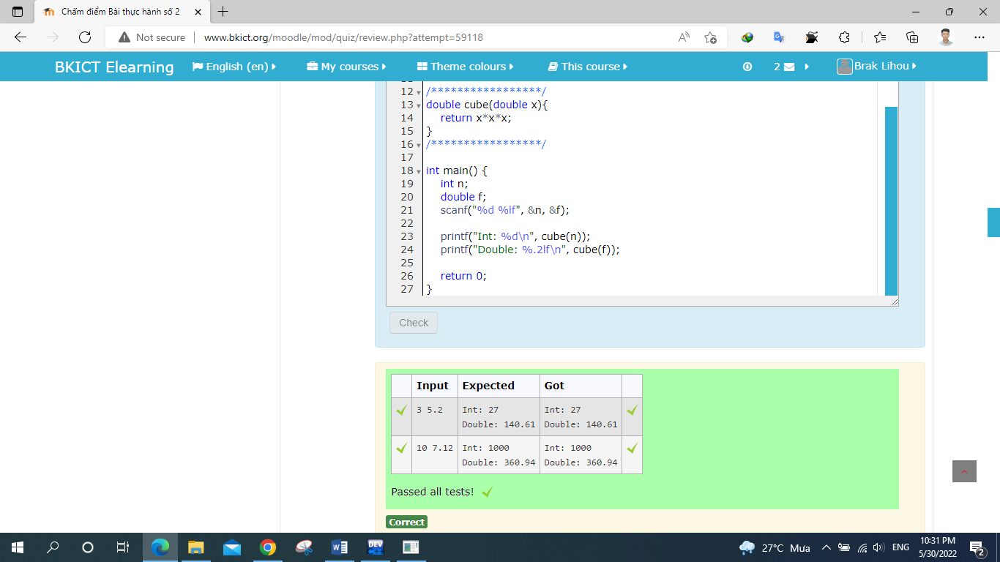 Chấm điểm Bài thực hành số 2
Not secure www.bkict.org/moodle/mod/quiz/review.php?attempt=59118
BKICT Elearning English (en) My courses Theme colours This course 2 Brak Lihou
12 /*****************/
13 double cube(double x){
14 return x*x*x;
15 }
16 /*****************/
17
18 int main() {
19 int n;
20 double f;
21 scanf("%d %lf", &n, &f);
22
23 printf("Int: %d\n", cube(n));
24 printf("Double: %.2lf\n", cube(f));
25
26 return 0;
27 }
Check
Input Expected Got
3 5.2 Int: 27 Int: 27
Double: 140.61 Double: 140.61
10 7.12 Int: 1000 Int: 1000
Double: 360.94 Double: 360.94
Passed all tests!
Correct
27°C Mưa ENG 10:31 PM
5/30/2022 2